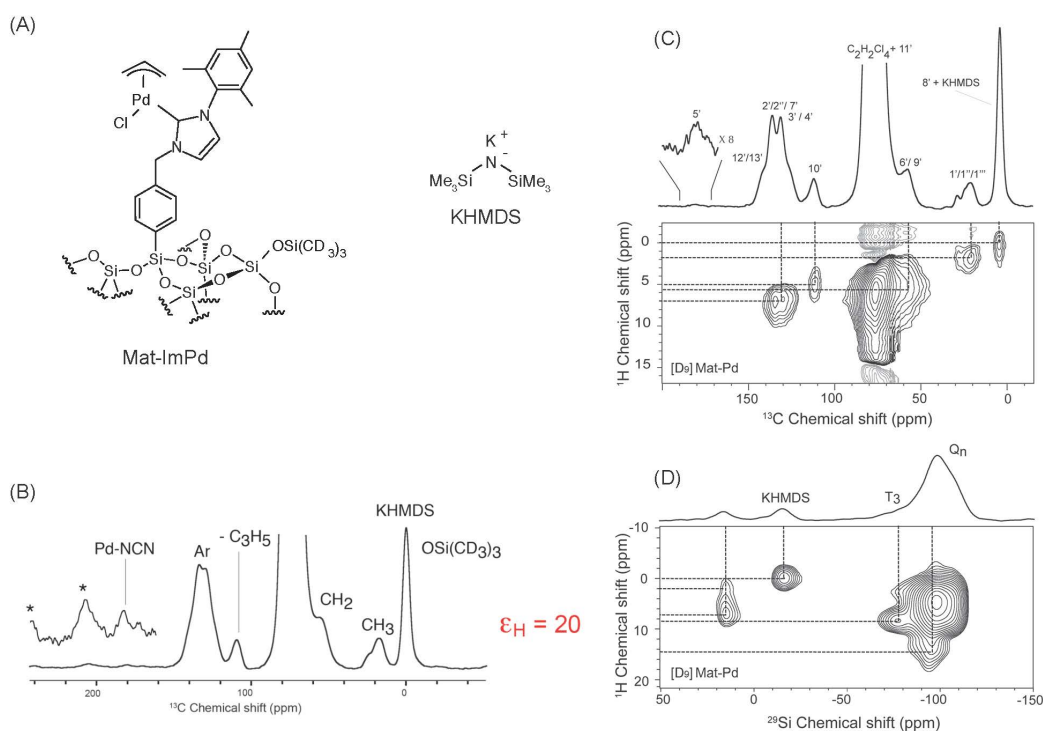 (A)
Pd
Cl
N
N
O
O
OSi(CD3)3
O
Si
Si
Si
Si
O
O
Si
O
O
Mat-ImPd
K+
N-
Me3Si
SiMe3
KHMDS
(B)
KHMDS
OSi(CD3)3
- C3H5
Ar
Pd-NCN
*
*
CH2
CH3
εH = 20
200
100
0
13C Chemical shift (ppm)
(C)
C2H2Cl4+ 11'
8' + KHMDS
2'/2''/ 7'
3' / 4'
5'
X 8
12'/13'
10'
6'/ 9'
1'/1''/1'''
0
5
10
15
1H Chemical shift (ppm)
[D9] Mat-Pd
150
100
50
0
13C Chemical shift (ppm)
(D)
Qn
KHMDS
T3
-10
0
10
20
1H Chemical shift (ppm)
[D9] Mat-Pd
50
0
-50
-100
-150
29Si Chemical shift (ppm)